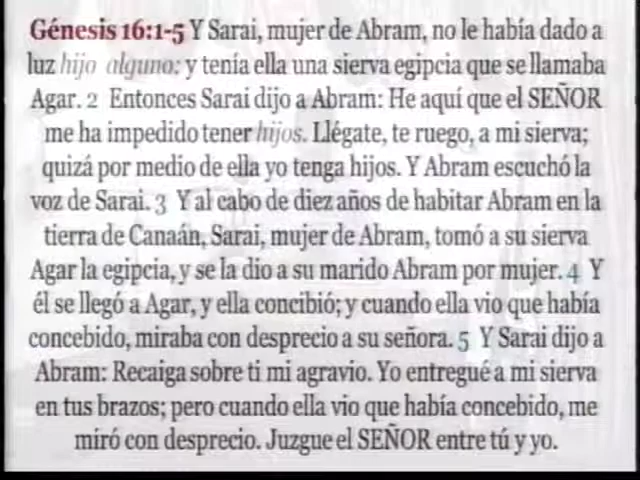 Génesis 16:1-5 Y Sarai, mujer de Abram, no le había dado a
luz hijo alguno: y tenía ella una sierva egipcia que se llamaba
Agar. 2 Entonces Sarai dijo a Abram: He aquí que el SEÑOR
me ha impedido tener hijos. Llégate, te ruego, a mi sierva;
quizá por medio de ella yo tenga hijos. Y Abram escuchó la
voz de Sarai. 3 Y al cabo de diez años de habitar Abram en la
tierra de Canaán, Sarai, mujer de Abram, tomó a su sierva
Agar la egipcia, y se la dio a su marido Abram por mujer. 4 Y
él se llegó a Agar, y ella concibió; y cuando ella vio que había
concebido, miraba con desprecio a su señora. 5 Y Sarai dijo a
Abram: Recaiga sobre ti mi agravio. Yo entregué a mi sierva
en tus brazos; pero cuando ella vio que había concebido, me
miró con desprecio. Juzgue el SEÑOR entre tú y yo.